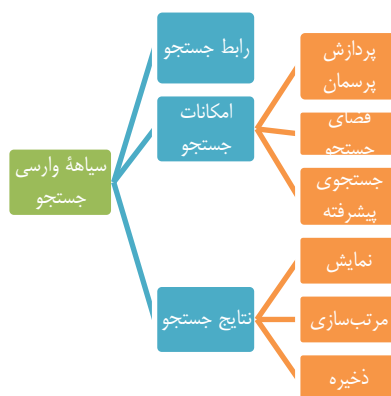 سیاههٔ وارسی
جستجو
رابط جستجو
امکانات
جستجو
پردازش
پرسمان
فضای
جستجو
جستجوی
پیشرفته
نتایج جستجو
نمایش
مرتب‌سازی
ذخیره